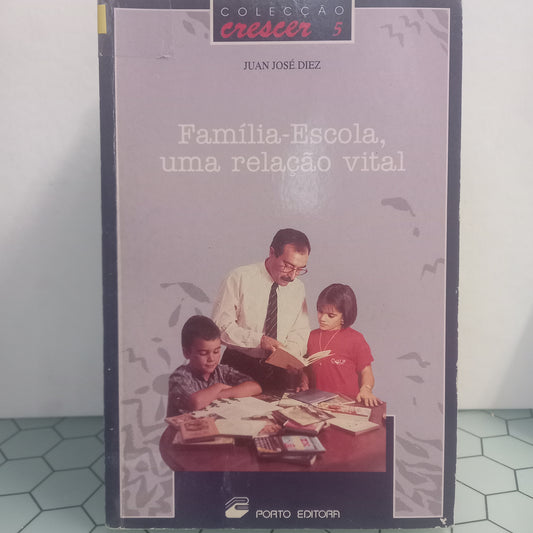 COLECÇÃO
crescer 5
JUAN JOSÉ DIEZ
Família-Escola,
uma relação vital
PORTO EDITORA